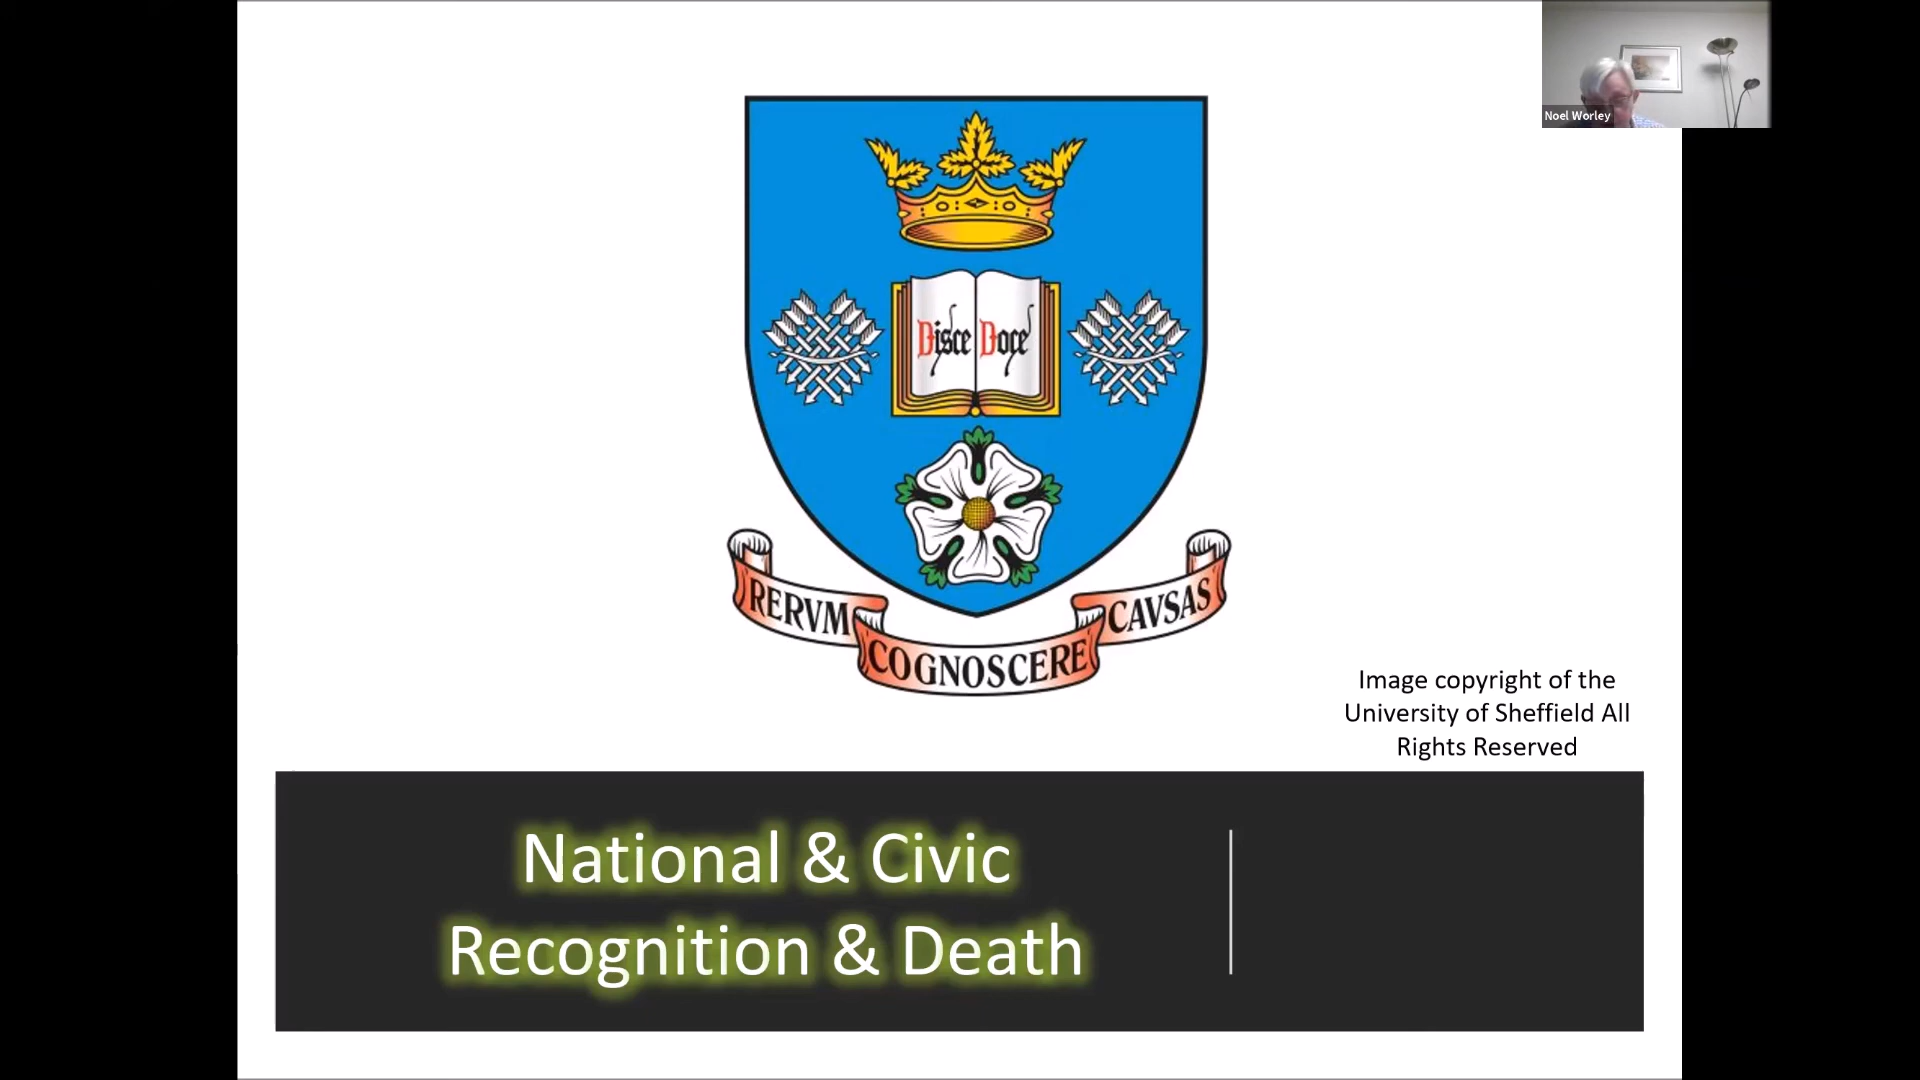 Noel Worley
Disce Doce
RERVM
COGNOSCERE
CAVSAS
Image copyright of the
University of Sheffield All
Rights Reserved
National & Civic
Recognition & Death